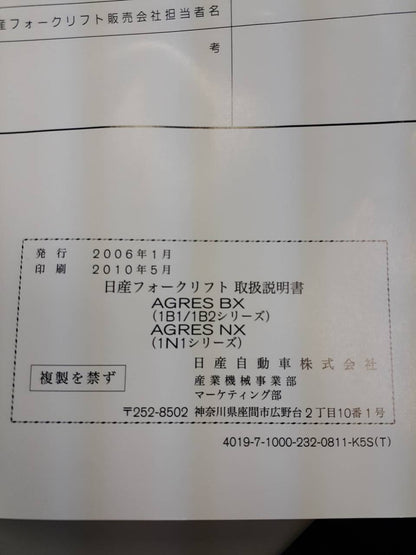 産フォークリフト販売会社担当者名
考
発行 2006年1月
印刷 2010年5月
日産フォークリフト 取扱説明書
AGRES BX
(1B1/1B2シリーズ)
AGRES NX
(1N1シリーズ)
日産自動車株式会社
複製を禁ず
産業機械事業部
マーケティング部
〒252-8502 神奈川県座間市広野台2丁目10番1号
4019-7-1000-232-0811-K5S(T)